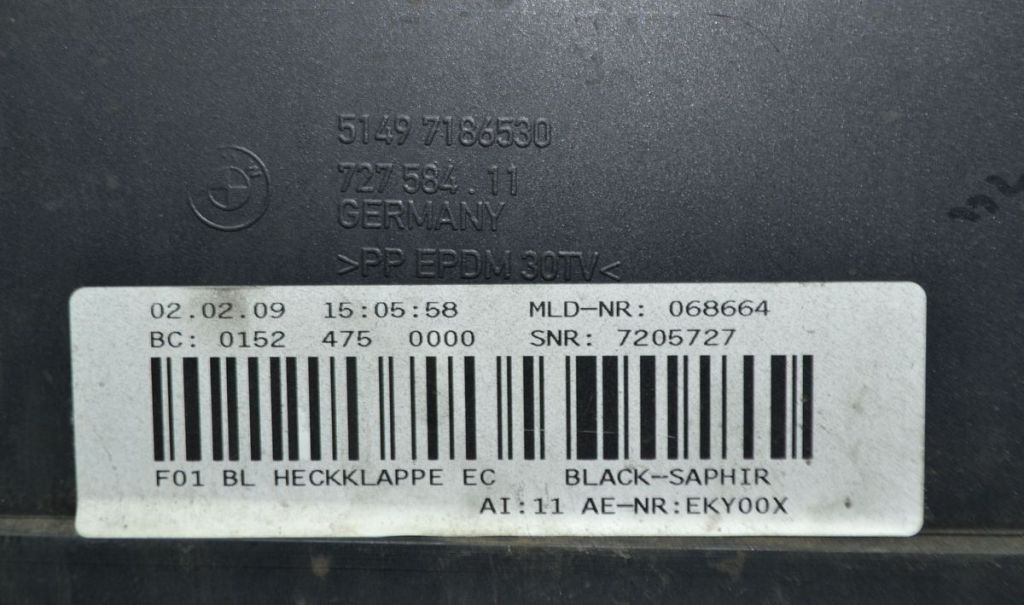 5149 7186530
727 584 . 11
GERMANY
>PP EPDM 30TV<
02.02.09 15:05:58 MLD-NR: 068664
BC: 0152 475 0000 SNR: 7205727
F01 BL HECKKLAPPE EC BLACK-SAPHIR
AI:11 AE-NR:EKY00X